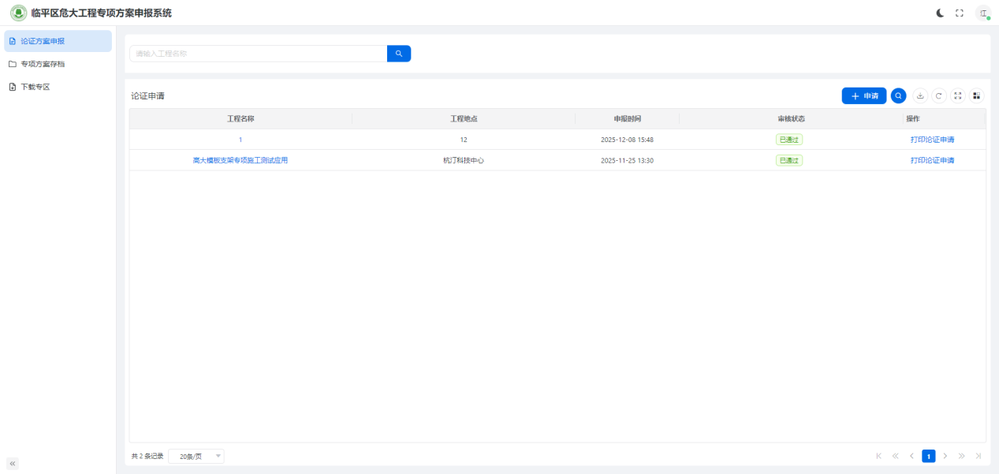 临平区危大工程专项方案申报系统
江
论证方案申报
专项方案存档
下载专区
请输入工程名称
论证申请
申请
工程名称 工程地点 申报时间 审核状态 操作
1 12 2025-12-08 15:48 已通过 打印论证申请
高大模板支架专项施工测试应用 杭汀科技中心 2025-11-25 13:30 已通过 打印论证申请
共 2 条记录 20条/页 1